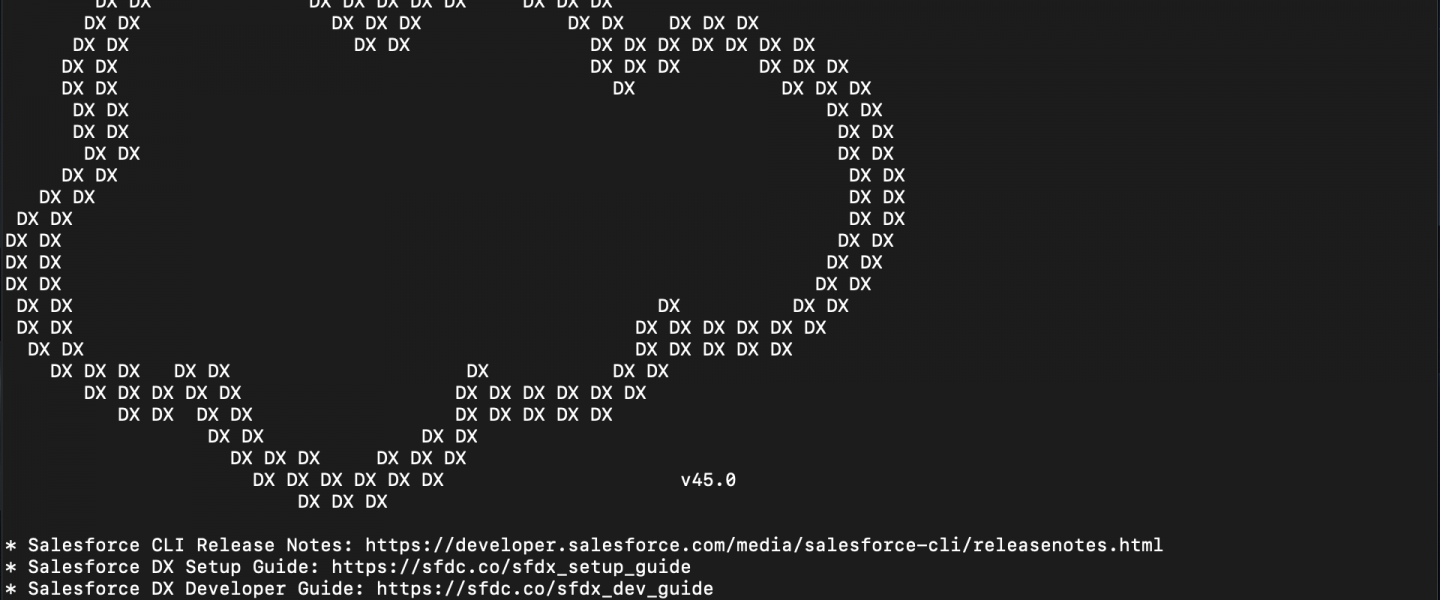 DX DX DX DX DX DX DX DX DX DX
DX DX DX DX DX DX DX DX DX DX
DX DX DX DX DX DX DX DX DX DX DX
DX DX DX DX DX DX DX DX
DX DX DX DX DX DX
DX DX DX DX
DX DX DX DX
DX DX DX DX
DX DX DX DX
DX DX DX DX
DX DX DX DX
DX DX DX DX
DX DX DX DX
DX DX DX DX
DX DX DX DX DX
DX DX DX DX DX DX DX DX
DX DX DX DX DX DX DX
DX DX DX DX DX DX DX DX
DX DX DX DX DX DX DX DX DX DX DX
DX DX DX DX DX DX DX DX DX
DX DX DX DX
DX DX DX DX DX DX
DX DX DX DX DX DX v45.0
DX DX DX
* Salesforce CLI Release Notes: https://developer.salesforce.com/media/salesforce-cli/releasenotes.html
* Salesforce DX Setup Guide: https://sfdc.co/sfdx_setup_guide
* Salesforce DX Developer Guide: https://sfdc.co/sfdx_dev_guide